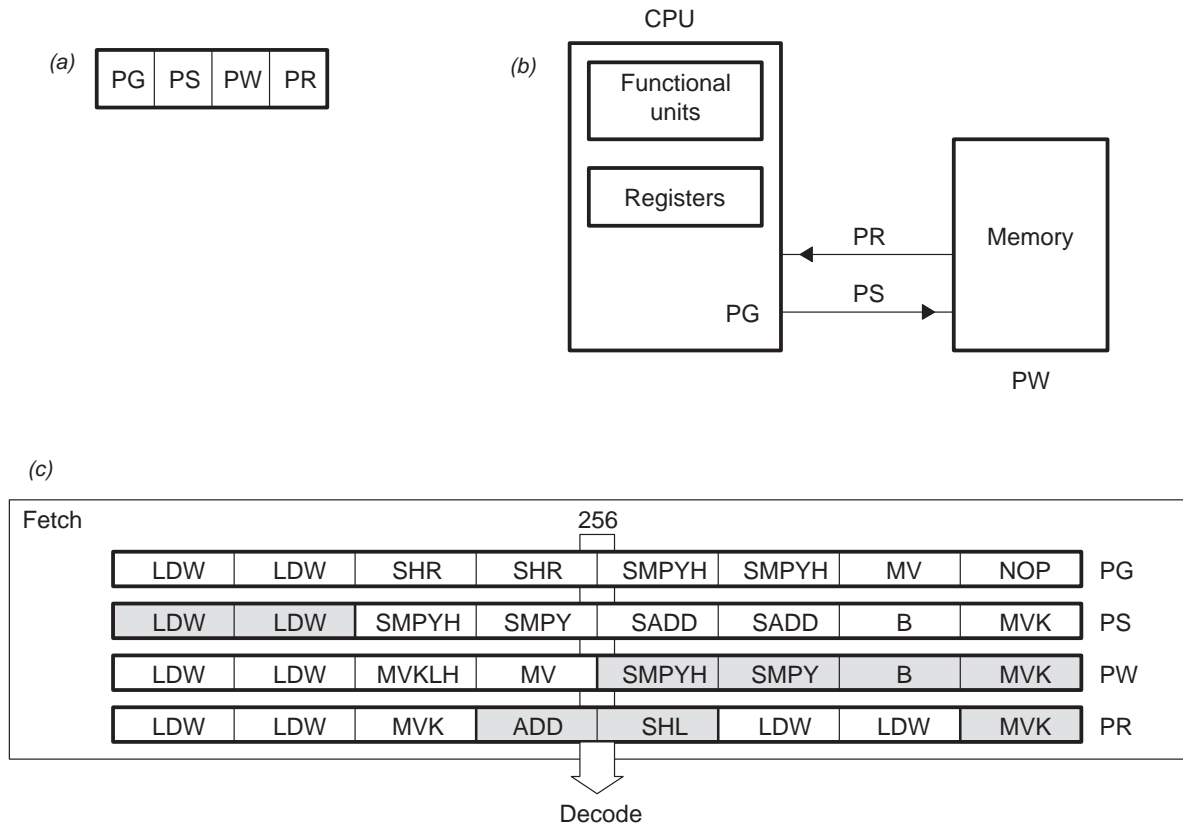 (a)
PG PS PW PR
CPU
(b)
Functional
units
Registers
PR
Memory
PS
PG
PW
(c)
Fetch
256
LDW LDW SHR SHR SMPYH SMPYH MV NOP PG
LDW LDW SMPYH SMPY SADD SADD B MVK PS
LDW LDW MVKLH MV SMPYH SMPY B MVK PW
LDW LDW MVK ADD SHL LDW LDW MVK PR
Decode